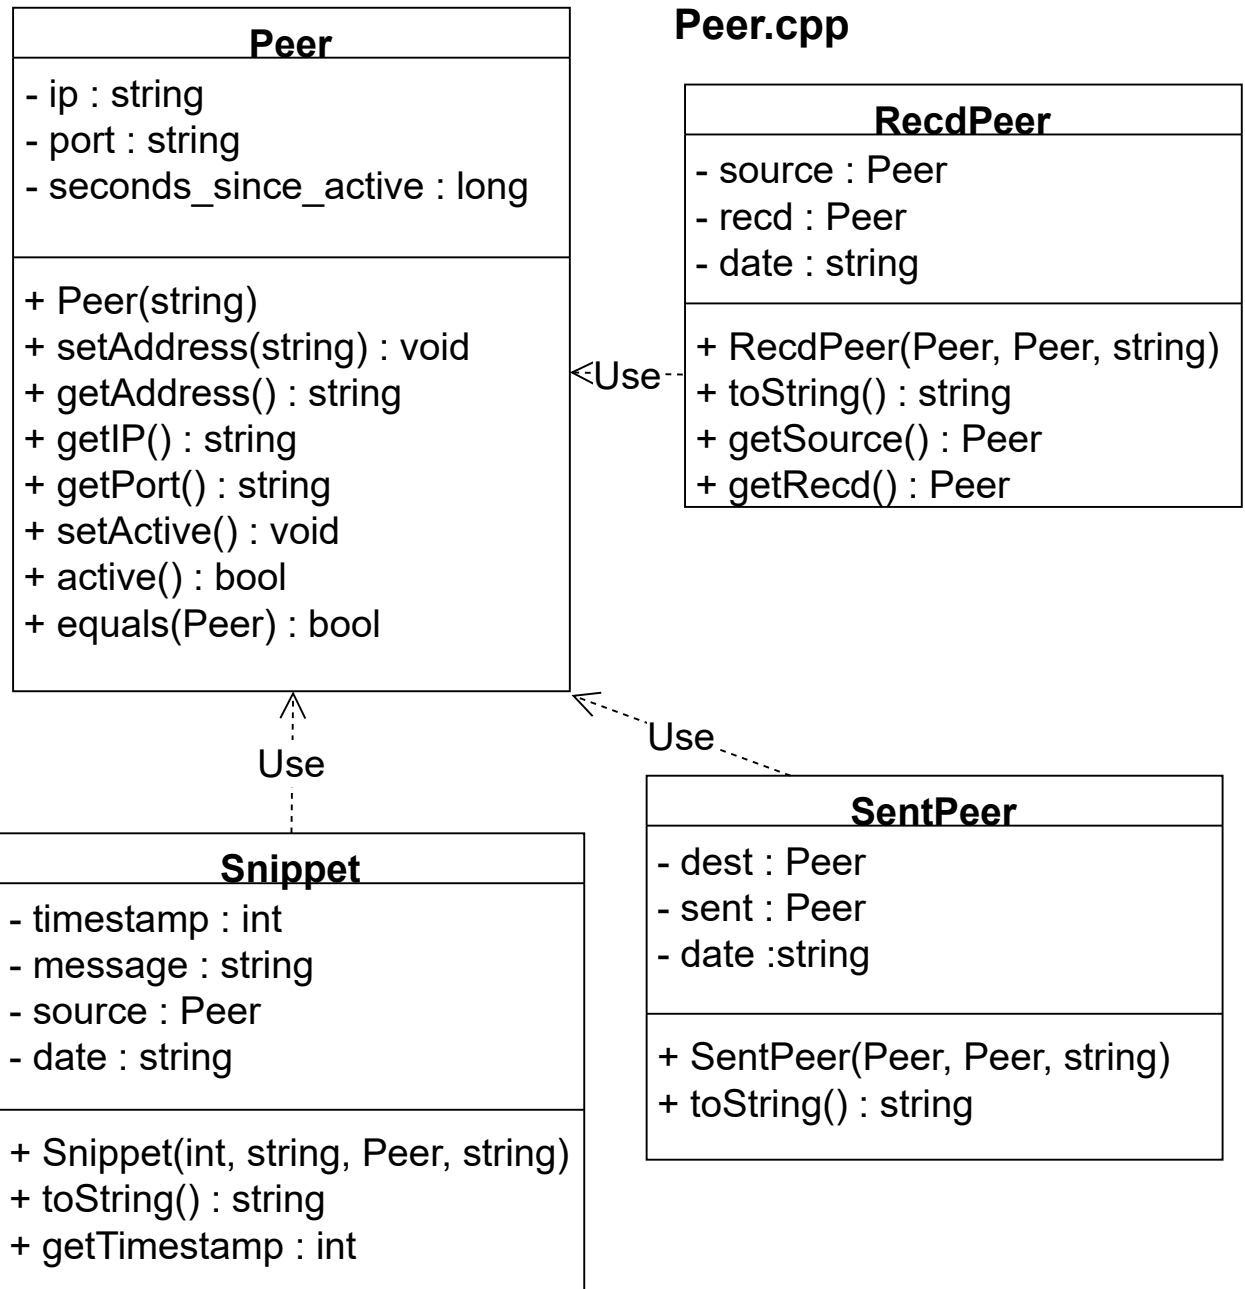 Peer.cpp
Peer
- ip : string
- port : string
- seconds_since_active : long
+ Peer(string)
+ setAddress(string) : void
+ getAddress() : string
+ getIP() : string
+ getPort() : string
+ setActive() : void
+ active() : bool
+ equals(Peer) : bool
RecdPeer
- source : Peer
- recd : Peer
- date : string
+ RecdPeer(Peer, Peer, string)
+ toString() : string
+ getSource() : Peer
+ getRecd() : Peer
Use
Use
Use
Snippet
- timestamp : int
- message : string
- source : Peer
- date : string
+ Snippet(int, string, Peer, string)
+ toString() : string
+ getTimestamp : int
SentPeer
- dest : Peer
- sent : Peer
- date :string
+ SentPeer(Peer, Peer, string)
+ toString() : string